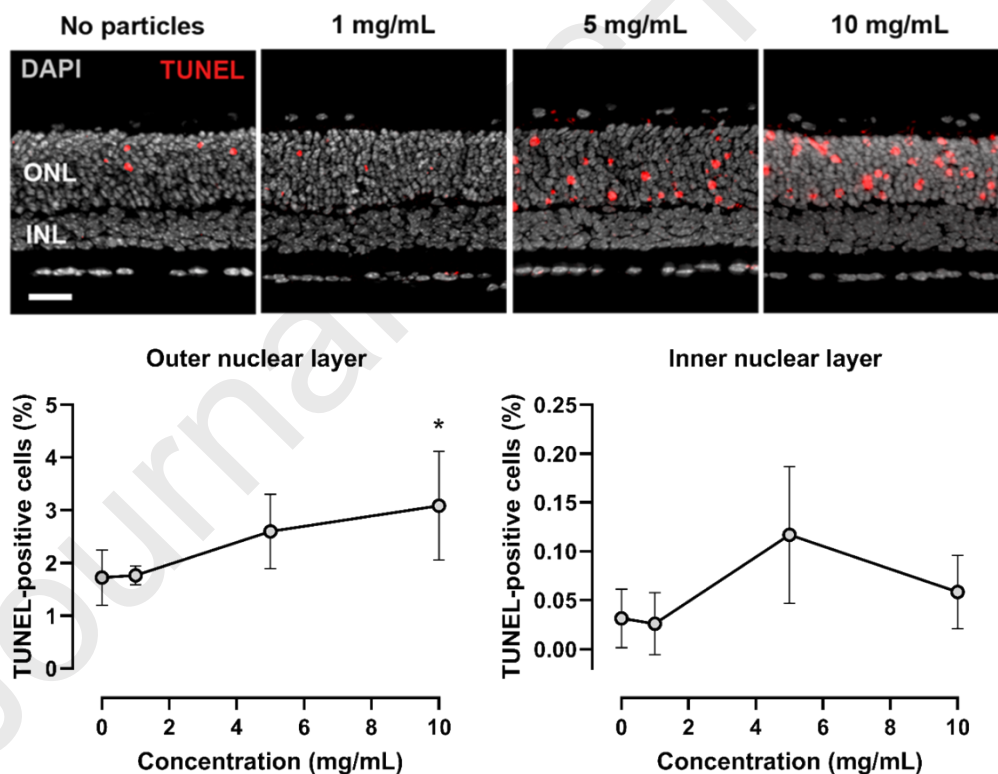 No particles 1 mg/mL 5 mg/mL 10 mg/mL
DAPI TUNEL
ONL
INL
Outer nuclear layer
TUNEL-positive cells (%)
5
4
3
2
1
0
*
0 2 4 6 8 10
Concentration (mg/mL)
Inner nuclear layer
TUNEL-positive cells (%)
0.25
0.20
0.15
0.10
0.05
0.00
0 2 4 6 8 10
Concentration (mg/mL)